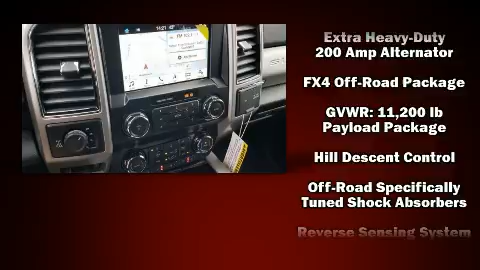 Extra Heavy-Duty
200 Amp Alternator
FX4 Off-Road Package
GVWR: 11,200 lb
Payload Package
Hill Descent Control
Off-Road Specifically
Tuned Shock Absorbers
Reverse Sensing System